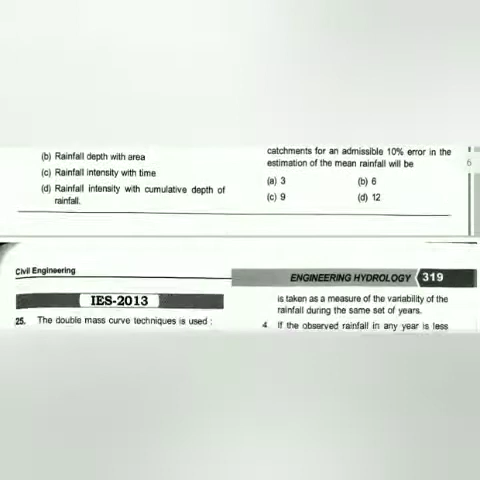 (b) Rainfall depth with area
(c) Rainfall intensity with time
(d) Rainfall intensity with cumulative depth of
rainfall.
catchments for an admissible 10% error in the
estimation of the mean rainfall will be
(a) 3 (b) 6
(c) 9 (d) 12
6
Civil Engineering
ENGINEERING HYDROLOGY 319
IES-2013
25. The double mass curve techniques is used :
is taken as a measure of the variability of the
rainfall during the same set of years.
4. If the observed rainfall in any year is less